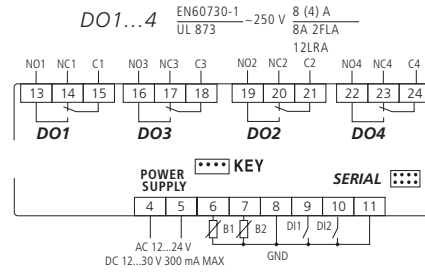 DO1...4 EN60730-1 ~250 V 8 (4) A
UL 873 8A 2FLA
12LRA
NO1 NC1 C1 NO3 NC3 C3 NO2 NC2 C2 NO4 NC4 C4
13 14 15 16 17 18 19 20 21 22 23 24
DO1 DO3 DO2 DO4
KEY
POWER SUPPLY
SERIAL
4 5 6 7 8 9 10 11
B1 B2 DI1 DI2
AC 12...24 V
GND
DC 12...30 V 300 mA MAX